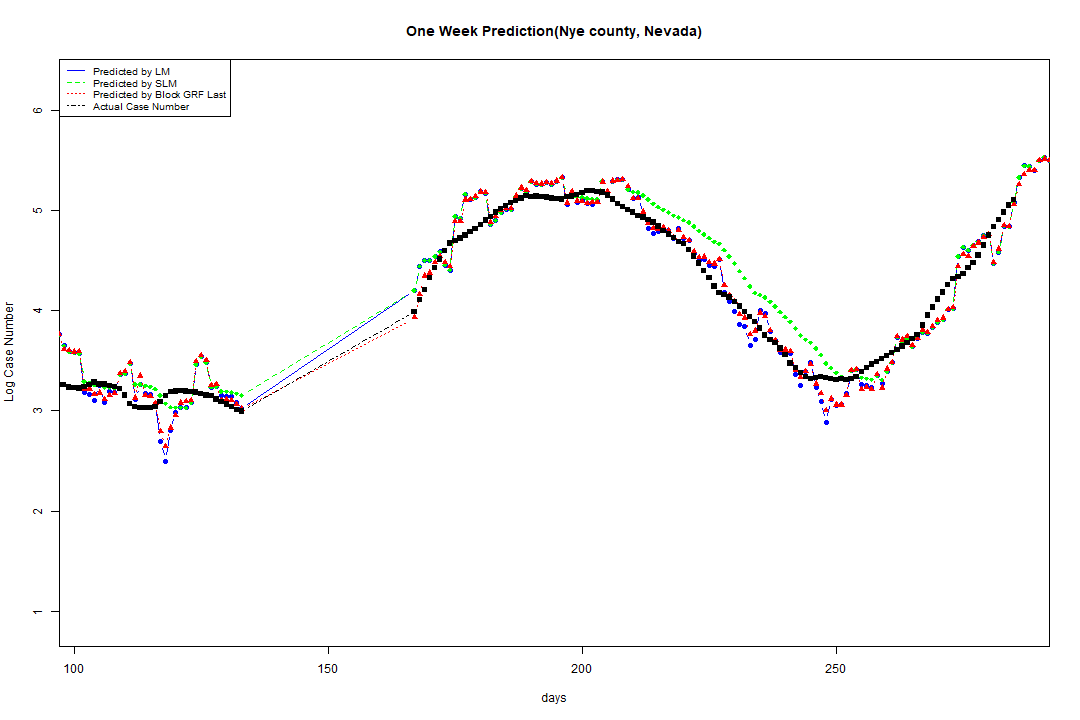 One Week Prediction(Nye county, Nevada)
Predicted by LM
Predicted by SLM
Predicted by Block GRF Last
Actual Case Number
6
5
4
3
2
1
Log Case Number
100 150 200 250
days